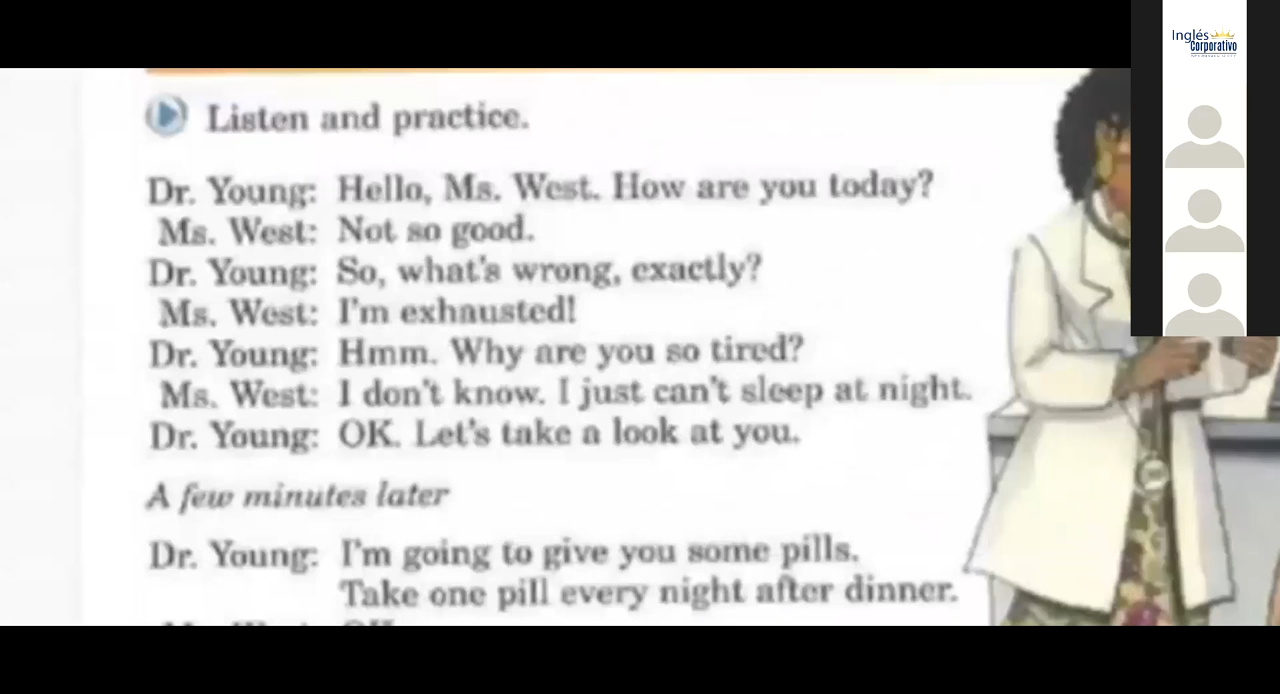 Inglés
Corporativo
Listen and practice.
Dr. Young: Hello, Ms. West. How are you today?
Ms. West: Not so good.
Dr. Young: So, what's wrong, exactly?
Ms. West: I'm exhausted!
Dr. Young: Hmm. Why are you so tired?
Ms. West: I don't know. I just can't sleep at night.
Dr. Young: OK. Let's take a look at you.
A few minutes later
Dr. Young: I'm going to give you some pills.
Take one pill every night after dinner.